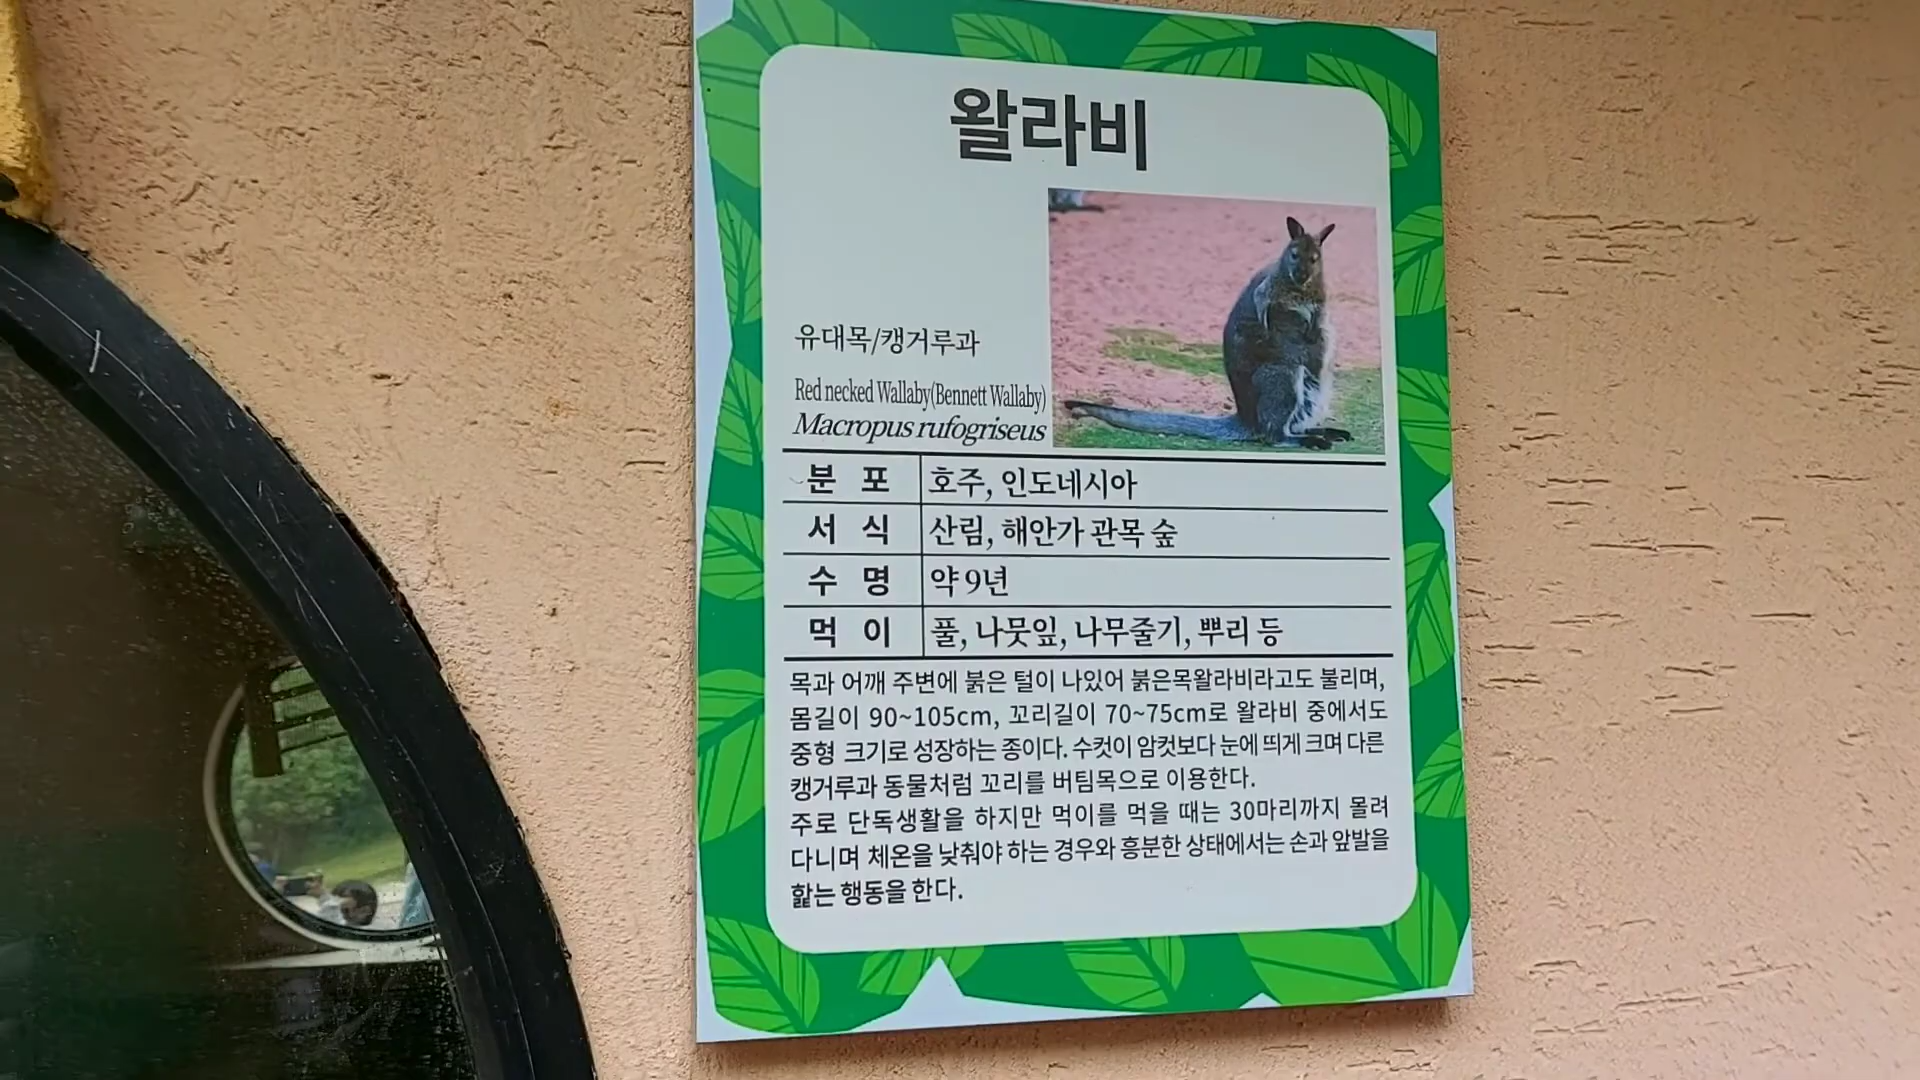 왈라비
유대목/캥거루과
Red necked Wallaby(Bennett Wallaby)
Macropus rufogriseus
분 포 호주, 인도네시아
서 식 산림, 해안가 관목 숲
수 명 약 9년
먹 이 풀, 나뭇잎, 나무줄기, 뿌리 등
목과 어깨 주변에 붉은 털이 나있어 붉은목왈라비라고도 불리며,
몸길이 90~105cm, 꼬리길이 70~75cm로 왈라비 중에서도
중형 크기로 성장하는 종이다. 수컷이 암컷보다 눈에 띄게 크며 다른
캥거루과 동물처럼 꼬리를 버팀목으로 이용한다.
주로 단독생활을 하지만 먹이를 먹을 때는 30마리까지 몰려
다니며 체온을 낮춰야 하는 경우와 흥분한 상태에서는 손과 앞발을
핥는 행동을 한다.